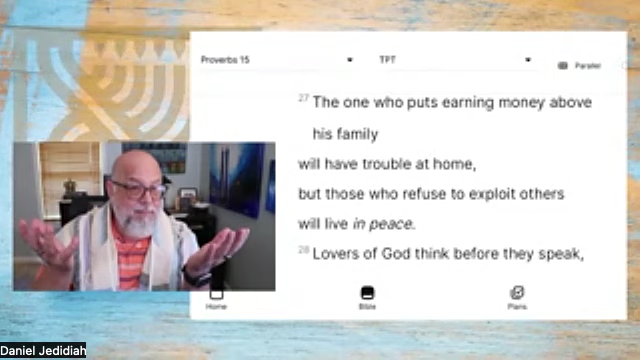 Proverbs 15
TPT
Parallel
27 The one who puts earning money above
his family
will have trouble at home,
but those who refuse to exploit others
will live in peace.
28 Lovers of God think before they speak,
Home
Bible
Plans
Daniel Jedidiah